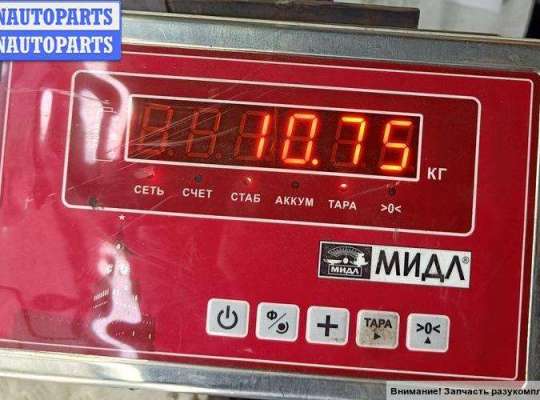 NAUTOPARTS
NAUTOPARTS
10.75
КГ
СЕТЬ СЧЕТ СТАБ АККУМ ТАРА >0<
МИДЛ МИДЛ®
Ф + ТАРА >0<
Внимание! Запчасть разукомпл